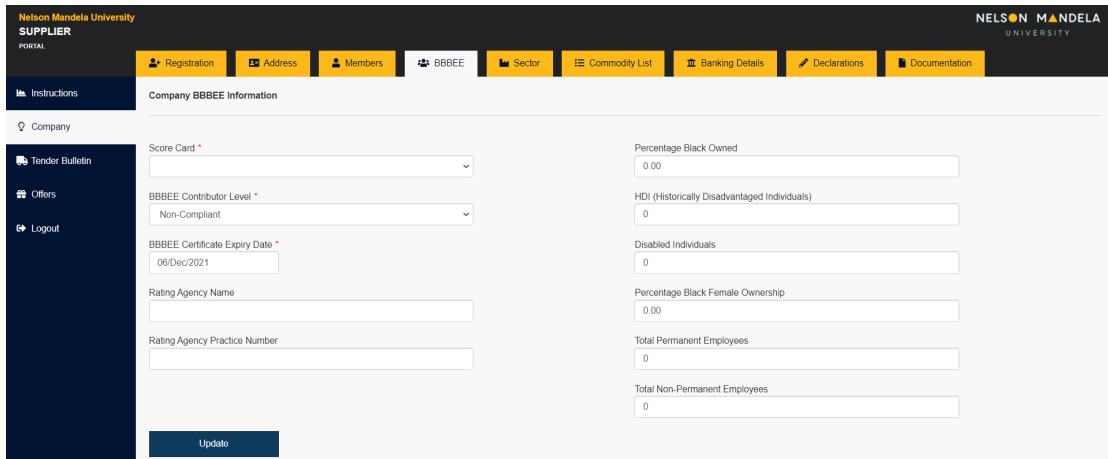 Nelson Mandela University
SUPPLIER
PORTAL
NELSON MANDELA
UNIVERSITY
Registration
Address
Members
BBBEE
Sector
Commodity List
Banking Details
Declarations
Documentation
Instructions
Company
Tender Bulletin
Offers
Logout
Company BBBEE Information
Score Card *
BBBEE Contributor Level *
Non-Compliant
BBBEE Certificate Expiry Date *
06/Dec/2021
Rating Agency Name
Rating Agency Practice Number
Percentage Black Owned
0.00
HDI (Historically Disadvantaged Individuals)
0
Disabled Individuals
0
Percentage Black Female Ownership
0.00
Total Permanent Employees
0
Total Non-Permanent Employees
0
Update